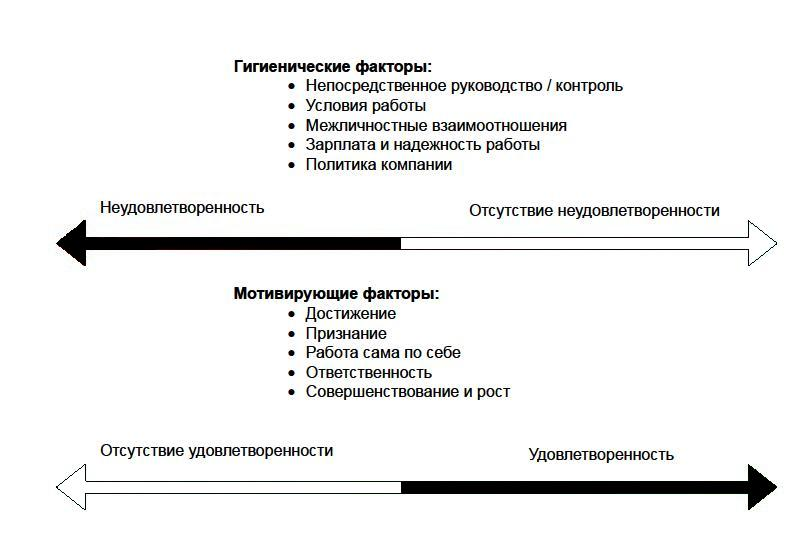 Гигиенические факторы:
• Непосредственное руководство / контроль
• Условия работы
• Межличностные взаимоотношения
• Зарплата и надежность работы
• Политика компании
Неудовлетворенность
Отсутствие неудовлетворенности
Мотивирующие факторы:
• Достижение
• Признание
• Работа сама по себе
• Ответственность
• Совершенствование и рост
Отсутствие удовлетворенности
Удовлетворенность